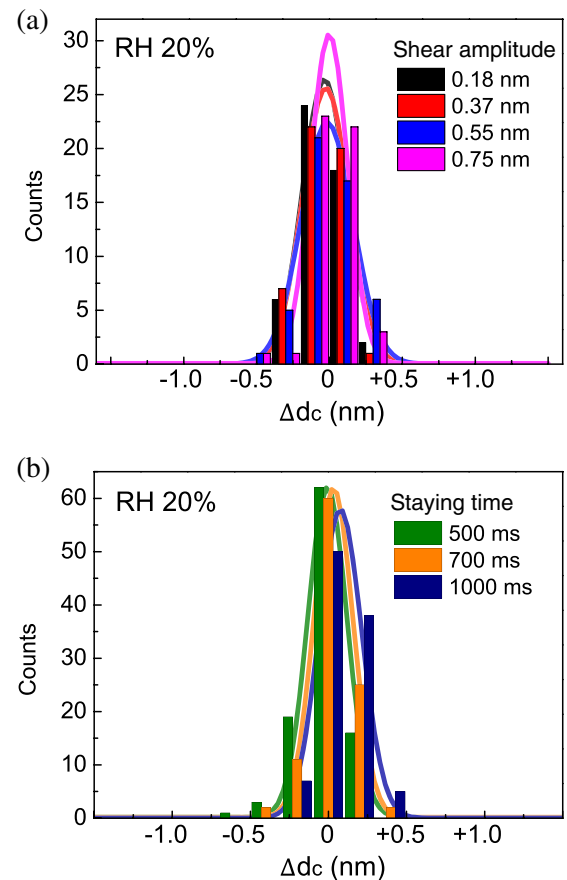 (a)
RH 20%
Shear amplitude
0.18 nm
0.37 nm
0.55 nm
0.75 nm
30
25
20
15
10
5
0
Counts
-1.0 -0.5 0 +0.5 +1.0
Δdc (nm)
(b)
RH 20%
Staying time
500 ms
700 ms
1000 ms
60
50
40
30
20
10
0
Counts
-1.0 -0.5 0 +0.5 +1.0
Δdc (nm)